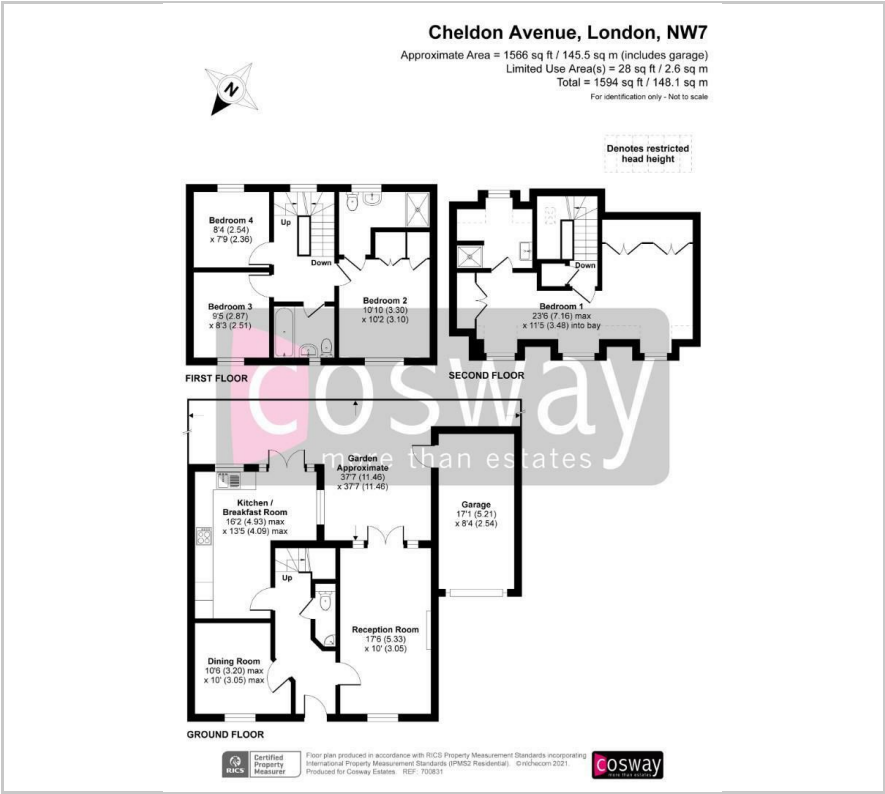 Cheldon Avenue, London, NW7
Approximate Area = 1566 sq ft / 145.5 sq m (includes garage)
Limited Use Area(s) = 28 sq ft / 2.6 sq m
Total = 1594 sq ft / 148.1 sq m
For identification only - Not to scale
N
Denotes restricted
head height
Bedroom 4
8'4 (2.54)
x 7'9 (2.36)
Up
Down
Bedroom 3
9'5 (2.87)
x 8'3 (2.51)
Bedroom 2
10'10 (3.30)
x 10'2 (3.10)
FIRST FLOOR
Down
Bedroom 1
23'6 (7.16) max
x 11'5 (3.48) into bay
SECOND FLOOR
cosway
more than estates
Garden
Approximate
37'7 (11.46)
x 37'7 (11.46)
Kitchen /
Breakfast Room
16'2 (4.93) max
x 13'5 (4.09) max
Garage
17'1 (5.21)
x 8'4 (2.54)
Up
Reception Room
17'6 (5.33)
x 10' (3.05)
Dining Room
10'6 (3.20) max
x 10' (3.05) max
GROUND FLOOR
RICS
Certified
Property
Measurer
Floor plan produced in accordance with RICS Property Measurement Standards incorporating
International Property Measurement Standards (IPMS2 Residential). © nichecom 2021.
Produced for Cosway Estates. REF: 700831
cosway
more than estates